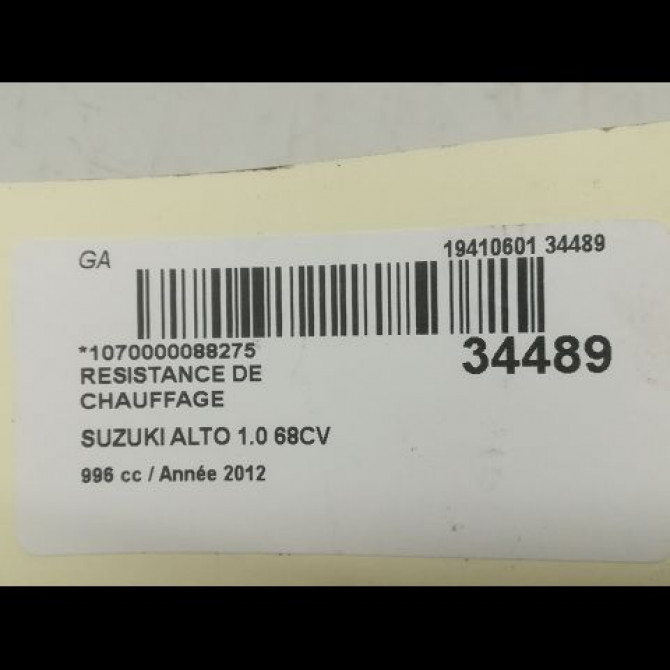 GA
19410601 34489
*1070000088275
34489
RESISTANCE DE
CHAUFFAGE
SUZUKI ALTO 1.0 68CV
996 cc / Année 2012